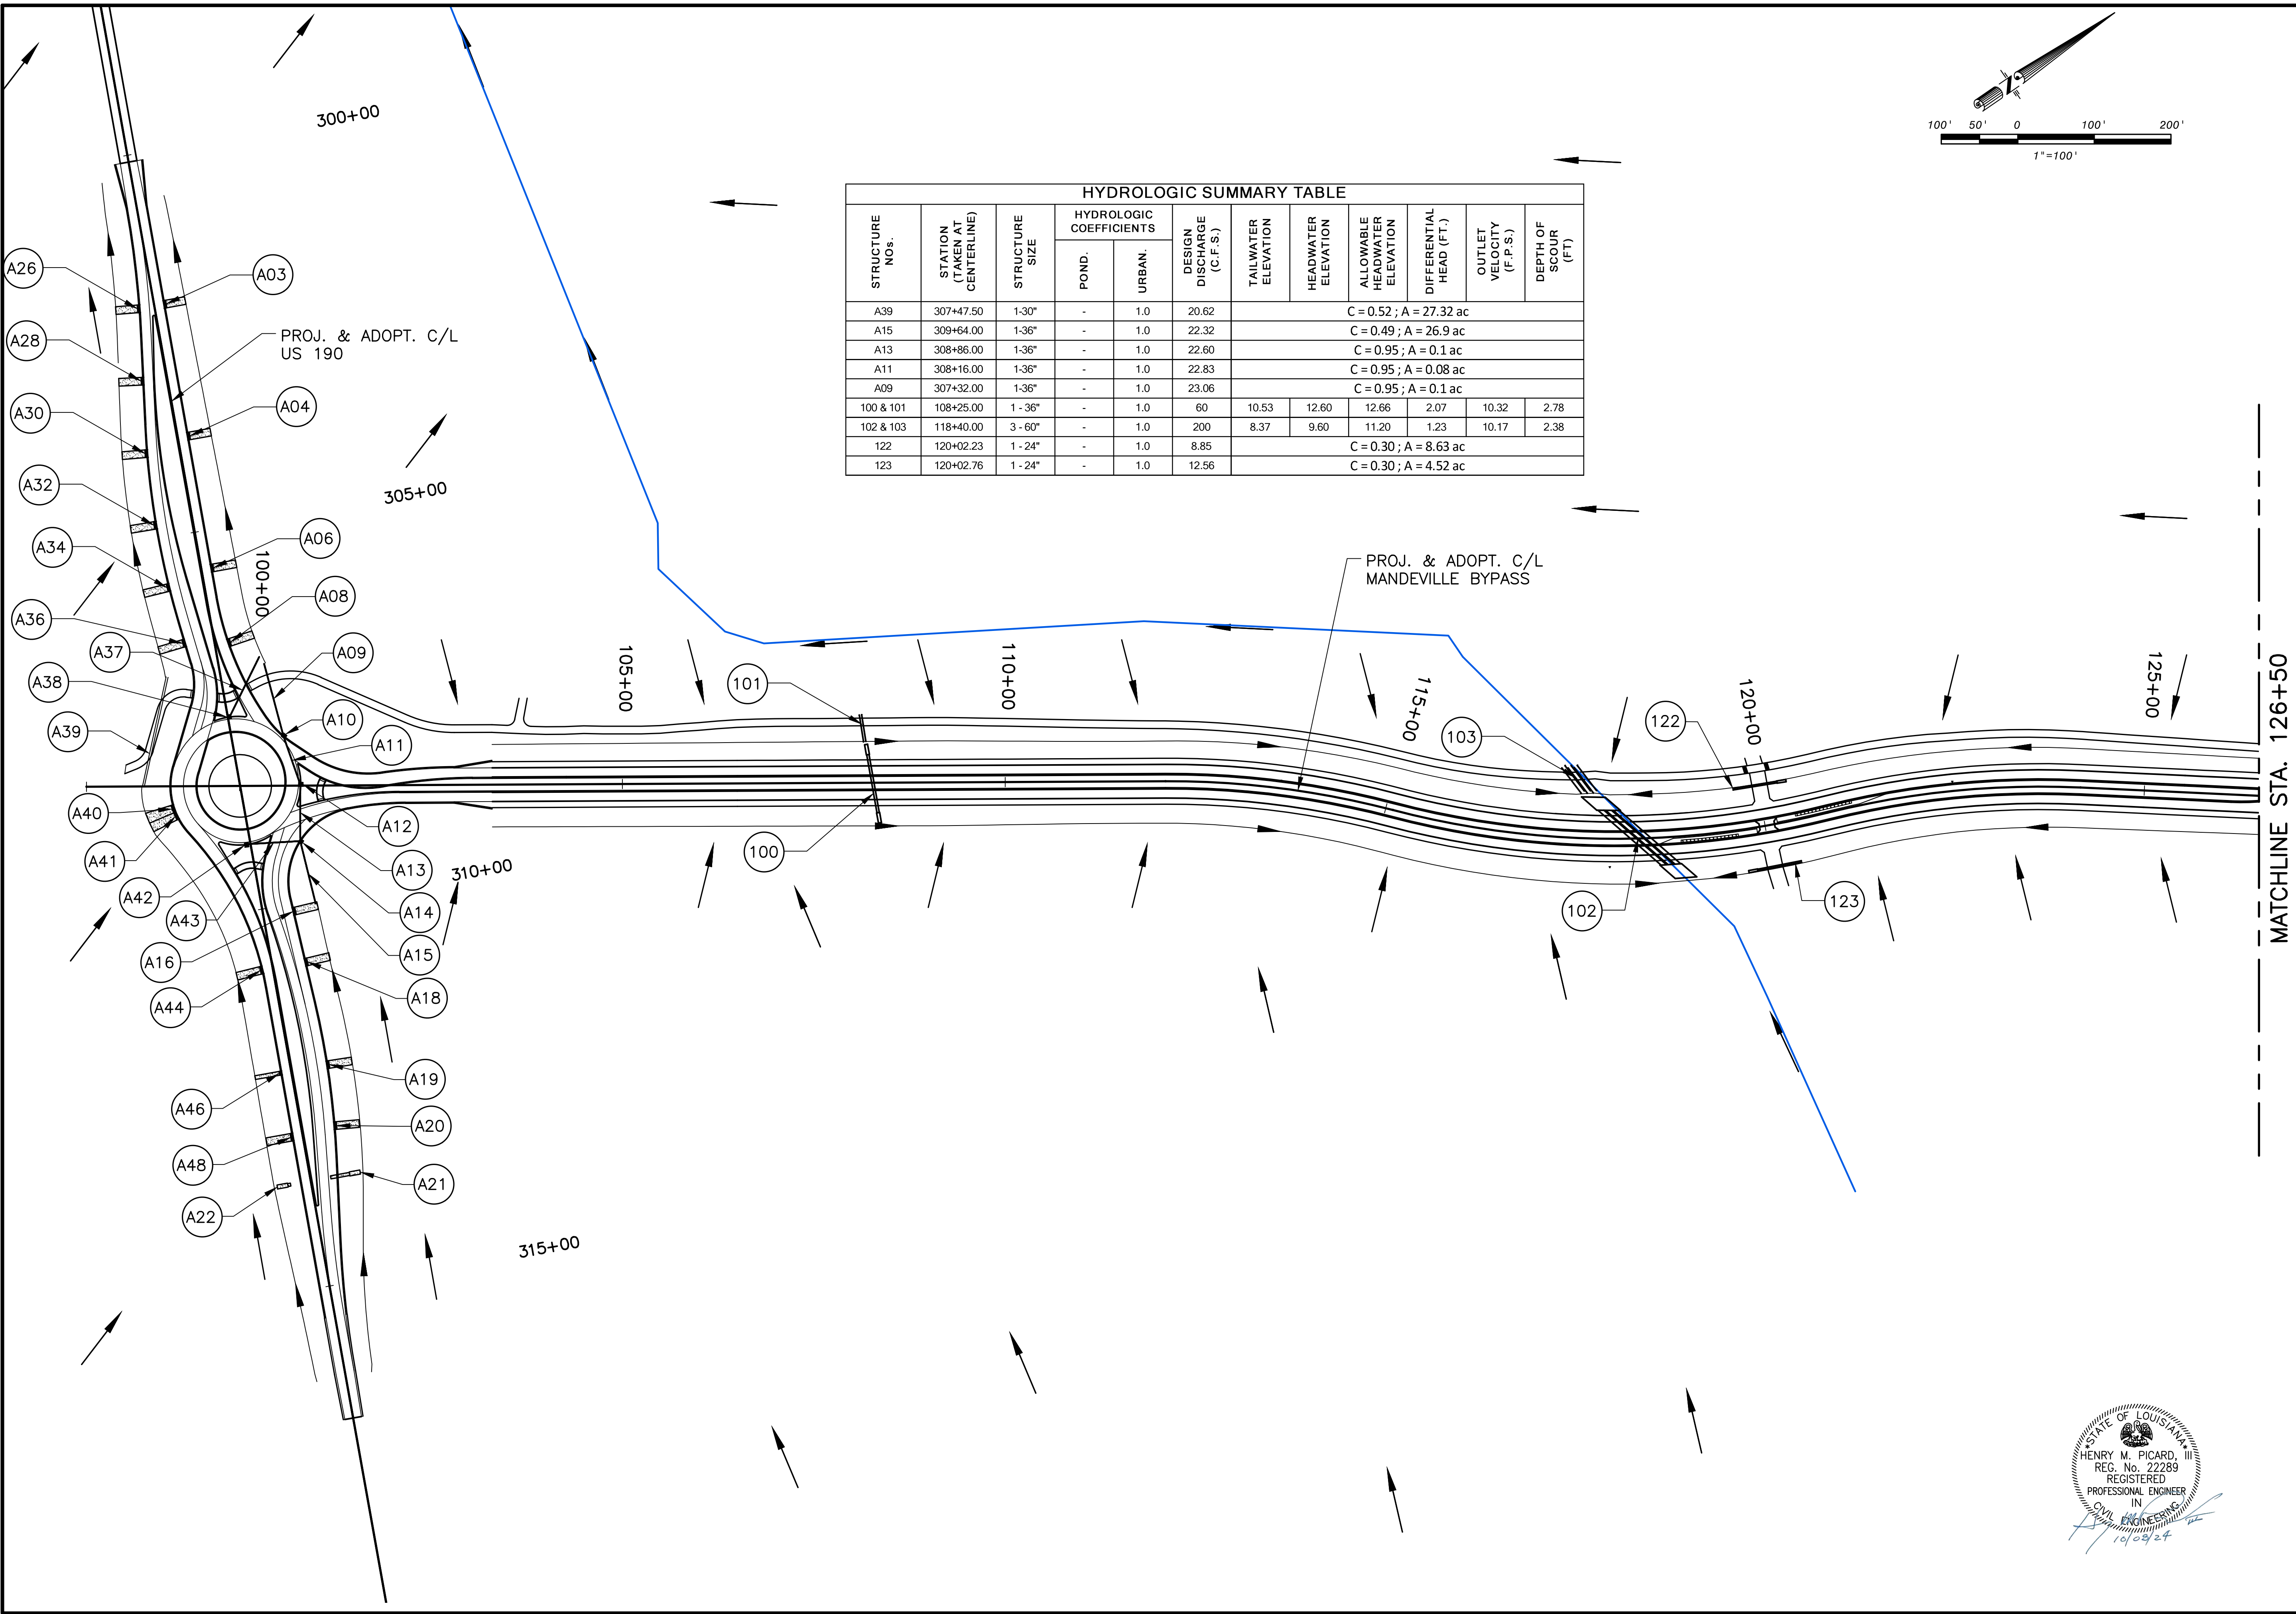 100' 50' 0 100' 200'
1"=100'
HYDROLOGIC SUMMARY TABLE
STRUCTURE NOs. STATION (TAKEN AT CENTERLINE) STRUCTURE SIZE HYDROLOGIC COEFFICIENTS POND. URBAN. DESIGN DISCHARGE (C.F.S.) TAILWATER ELEVATION HEADWATER ELEVATION ALLOWABLE HEADWATER ELEVATION DIFFERENTIAL HEAD (FT.) OUTLET VELOCITY (F.P.S.) DEPTH OF SCOUR (FT)
A39 307+47.50 1-30" - 1.0 20.62 C = 0.52 ; A = 27.32 ac
A15 309+64.00 1-36" - 1.0 22.32 C = 0.49 ; A = 26.9 ac
A13 308+86.00 1-36" - 1.0 22.60 C = 0.95 ; A = 0.1 ac
A11 308+16.00 1-36" - 1.0 22.83 C = 0.95 ; A = 0.08 ac
A09 307+32.00 1-36" - 1.0 23.06 C = 0.95 ; A = 0.1 ac
100 & 101 108+25.00 1 - 36" - 1.0 60 10.53 12.60 12.66 2.07 10.32 2.78
102 & 103 118+40.00 3 - 60" - 1.0 200 8.37 9.60 11.20 1.23 10.17 2.38
122 120+02.23 1 - 24" - 1.0 8.85 C = 0.30 ; A = 8.63 ac
123 120+02.76 1 - 24" - 1.0 12.56 C = 0.30 ; A = 4.52 ac
300+00
A26
A03
A28
PROJ. & ADOPT. C/L
US 190
A30
A04
A32
305+00
A34
A06
100+00
A36
A08
A37
A09
A38
A10
A39
A11
A40
A12
A41
A13
310+00
A42
A14
A43
A15
A16
A18
A44
A19
A46
A20
A48
A21
A22
315+00
PROJ. & ADOPT. C/L
MANDEVILLE BYPASS
105+00
101
110+00
115+00
103
122
120+00
125+00
100
102
123
MATCHLINE STA. 126+50
STATE OF LOUISIANA
HENRY M. PICARD, III
REG. No. 22289
REGISTERED
PROFESSIONAL ENGINEER
IN
CIVIL ENGINEERING
10/08/24